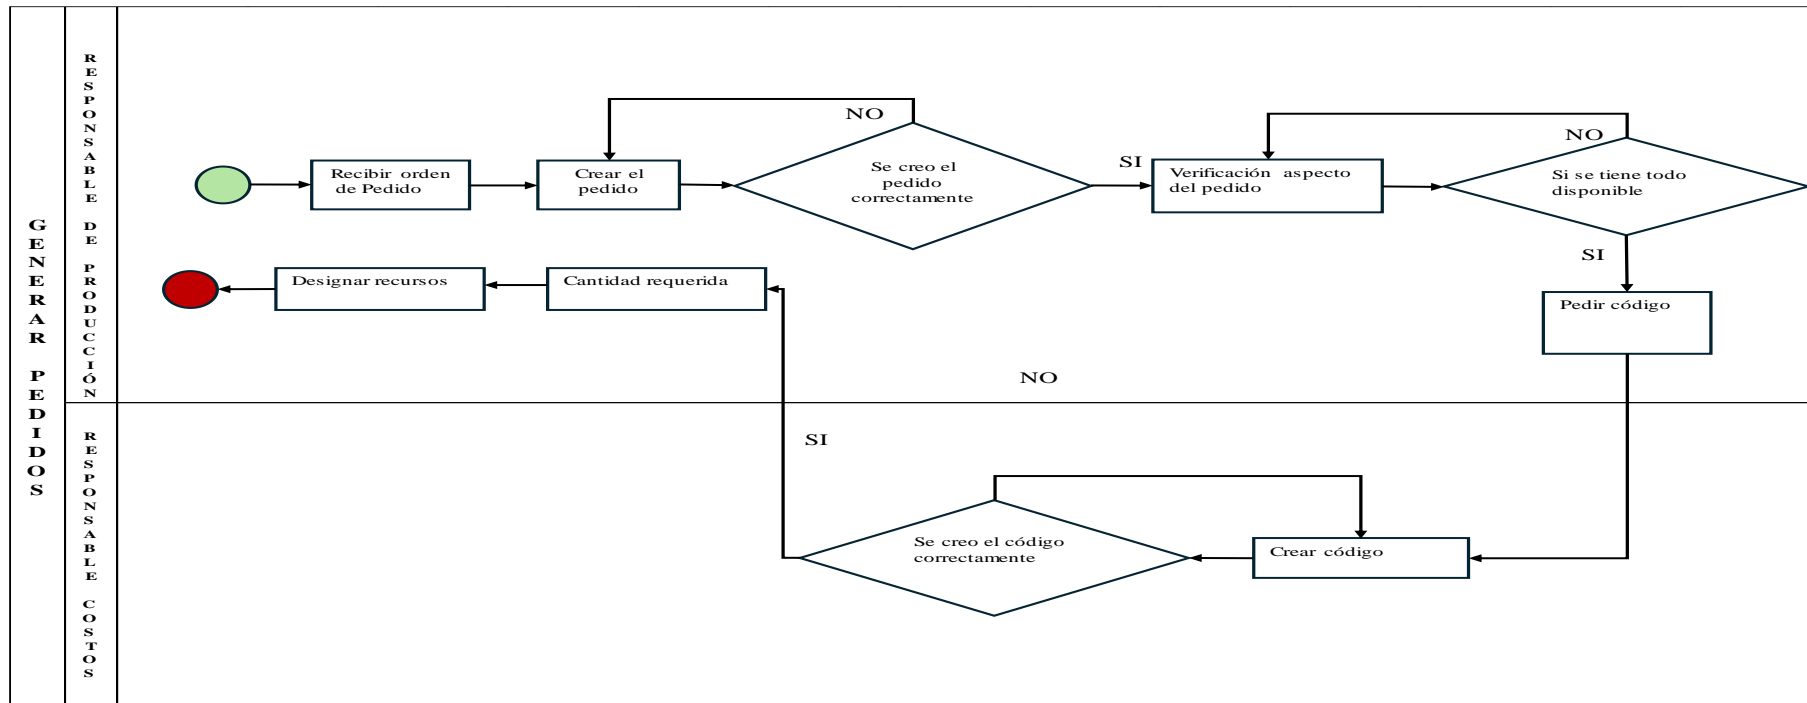 GENERAR PEDIDOS
RESPONSABLE DE PRODUCCIÓN
NO
NO
Recibir orden
de Pedido
Crear el
pedido
Se creo el
pedido
correctamente
SI
Verificación aspecto
del pedido
Si se tiene todo
disponible
SI
Designar recursos
Cantidad requerida
Pedir código
NO
RESPONSABLE COSTOS
SI
Se creo el código
correctamente
Crear código